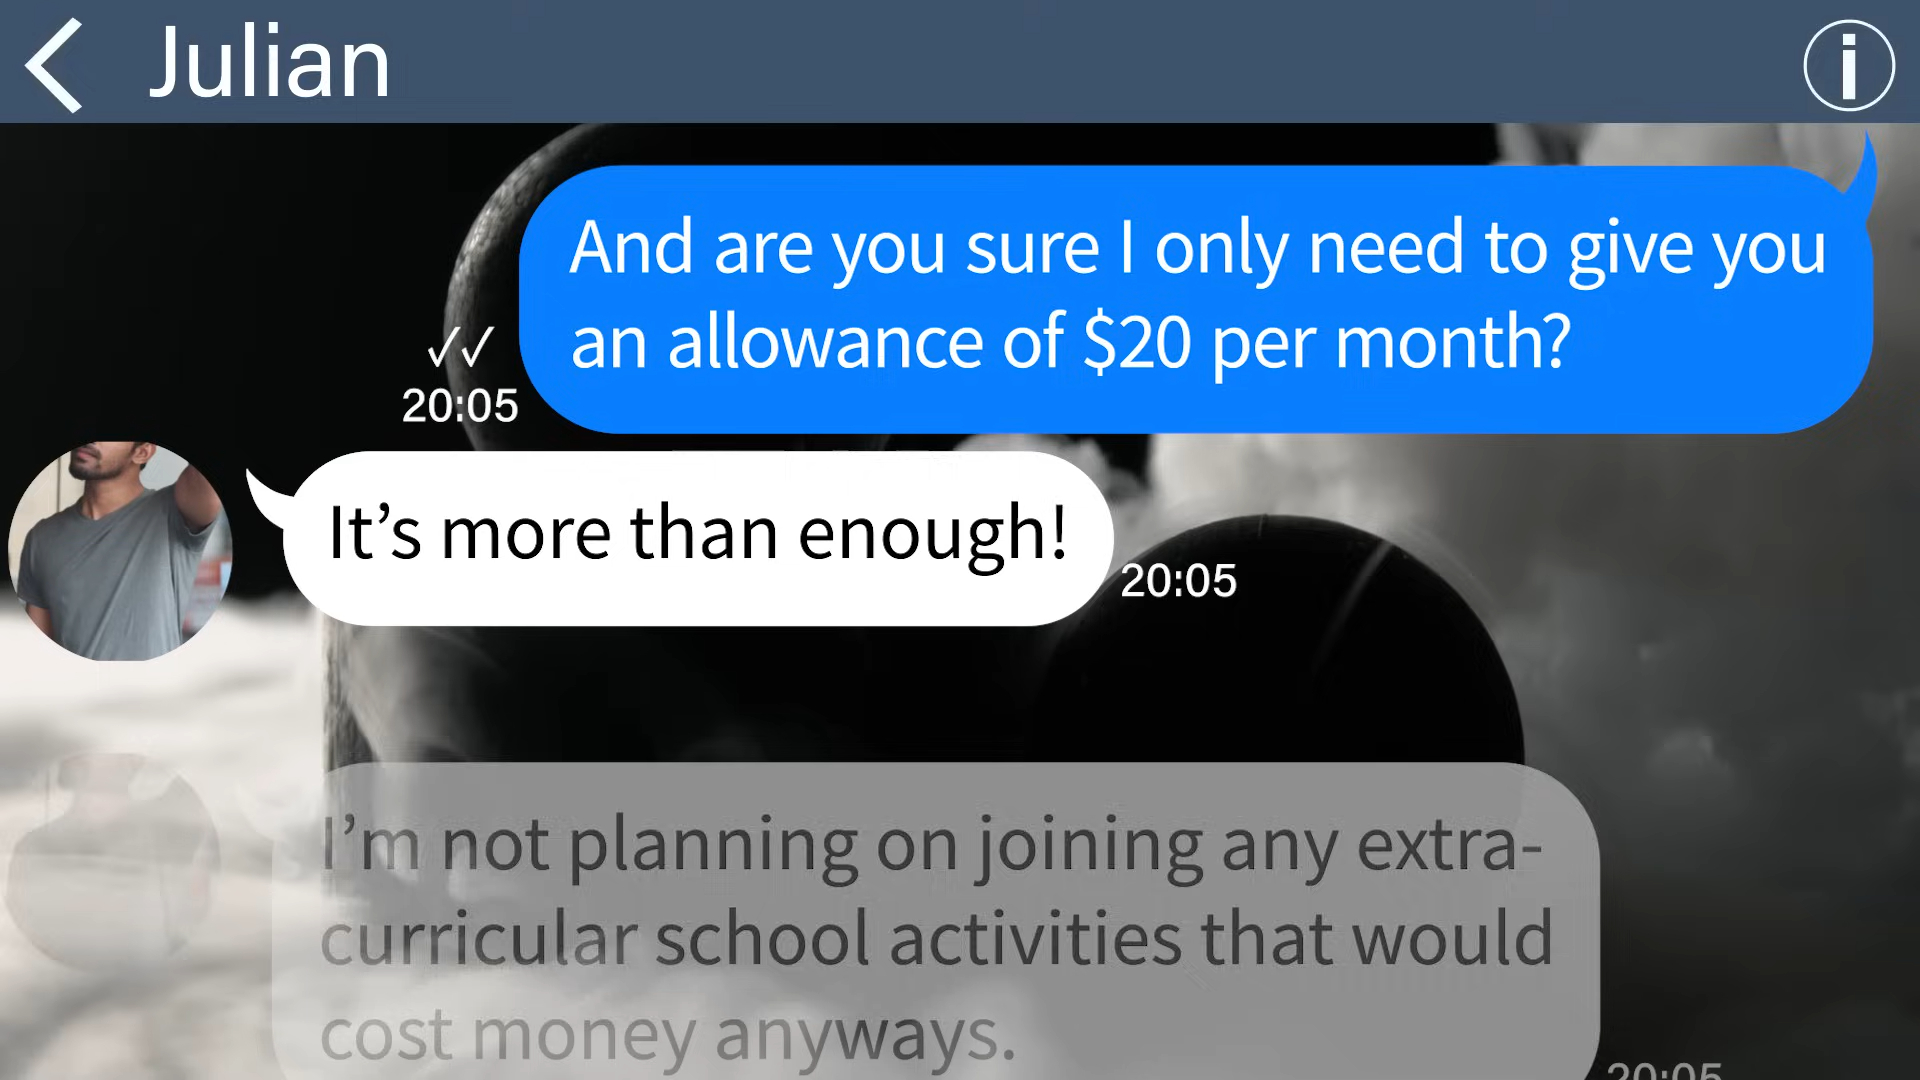 Julian
And are you sure I only need to give you
an allowance of $20 per month?
✓✓
20:05
It’s more than enough!
20:05
I’m not planning on joining any extra-
curricular school activities that would
cost money anyways.
20:05